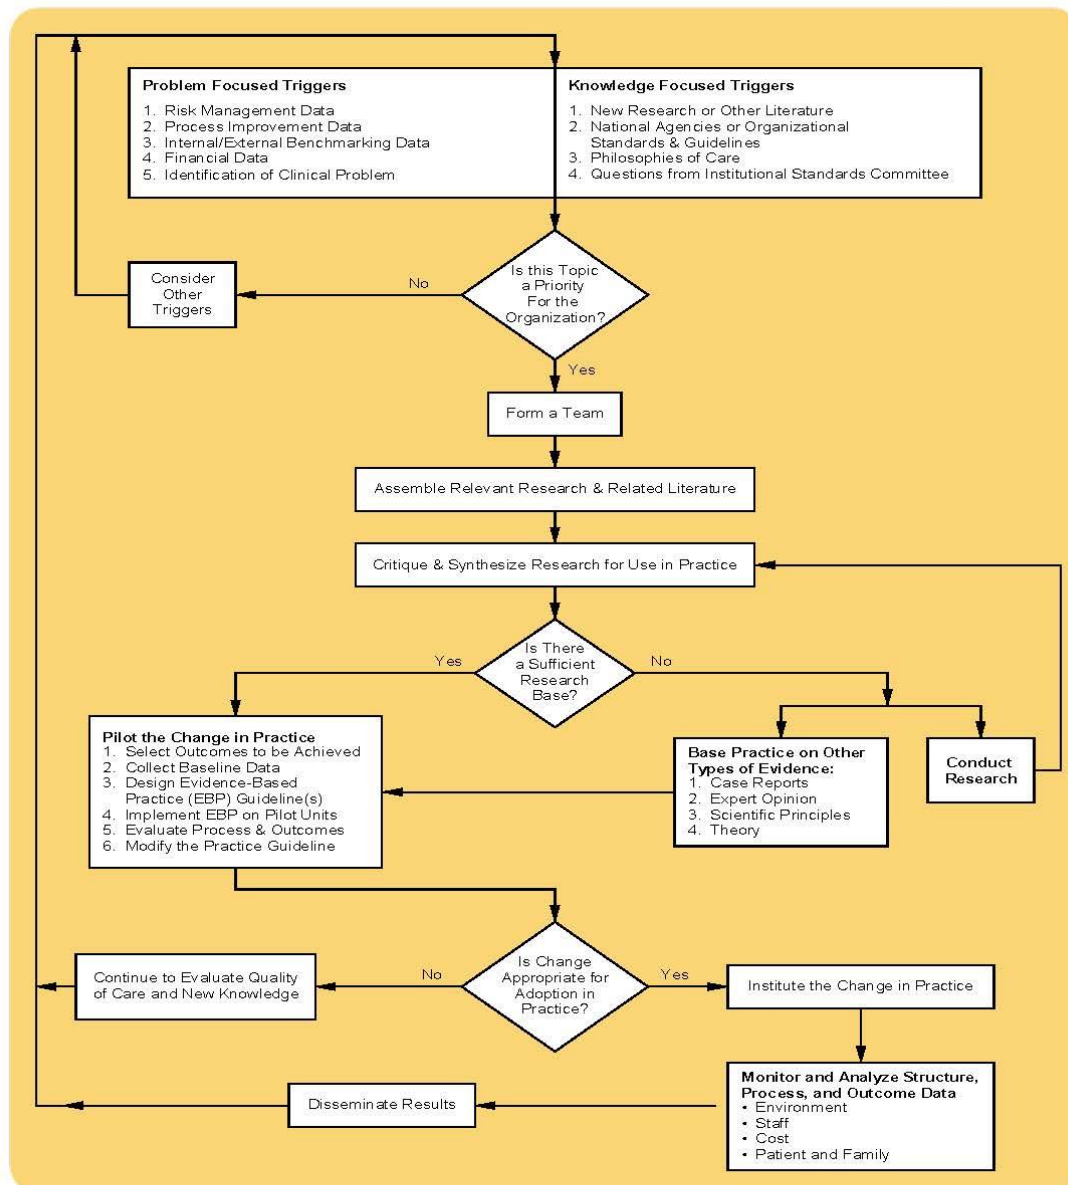 Problem Focused Triggers
1. Risk Management Data
2. Process Improvement Data
3. Internal/External Benchmarking Data
4. Financial Data
5. Identification of Clinical Problem
Knowledge Focused Triggers
1. New Research or Other Literature
2. National Agencies or Organizational
Standards & Guidelines
3. Philosophies of Care
4. Questions from Institutional Standards Committee
Consider
Other
Triggers
No
Is this Topic
a Priority
For the
Organization?
Yes
Form a Team
Assemble Relevant Research & Related Literature
Critique & Synthesize Research for Use in Practice
Yes
Is There
a Sufficient
Research
Base?
No
Pilot the Change in Practice
1. Select Outcomes to be Achieved
2. Collect Baseline Data
3. Design Evidence-Based
Practice (EBP) Guideline(s)
4. Implement EBP on Pilot Units
5. Evaluate Process & Outcomes
6. Modify the Practice Guideline
Base Practice on Other
Types of Evidence:
1. Case Reports
2. Expert Opinion
3. Scientific Principles
4. Theory
Conduct
Research
Continue to Evaluate Quality
of Care and New Knowledge
No
Is Change
Appropriate for
Adoption in
Practice?
Yes
Institute the Change in Practice
Disseminate Results
Monitor and Analyze Structure,
Process, and Outcome Data
• Environment
• Staff
• Cost
• Patient and Family